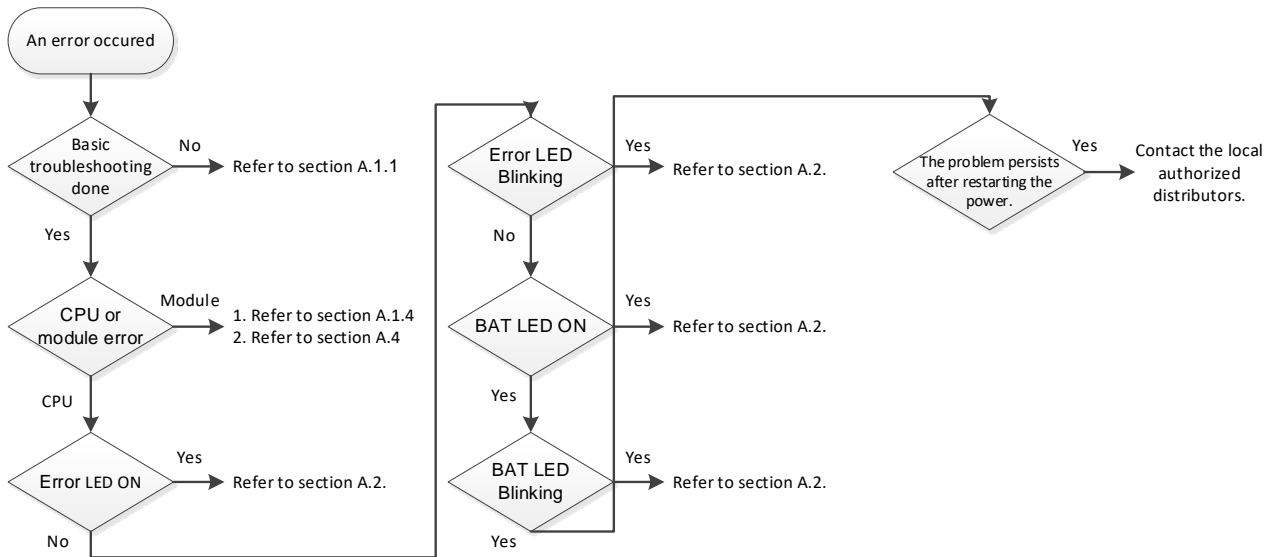 An error occured
Basic
troubleshooting
done
No
Refer to section A.1.1
Yes
CPU or
module error
Module
1. Refer to section A.1.4
2. Refer to section A.4
CPU
Error LED ON
Yes
Refer to section A.2.
No
Error LED
Blinking
Yes
Refer to section A.2.
No
BAT LED ON
Yes
Refer to section A.2.
Yes
BAT LED
Blinking
Yes
Refer to section A.2.
Yes
The problem persists
after restarting the
power.
Yes
Contact the local
authorized
distributors.